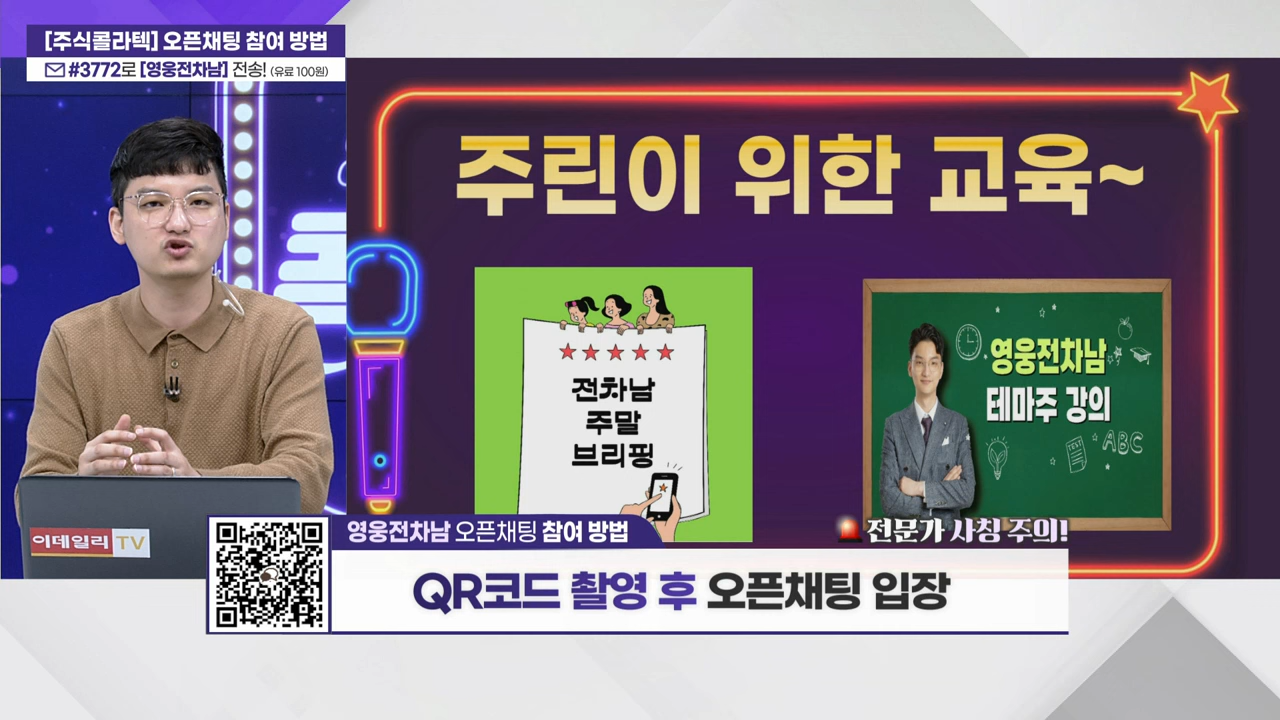 [주식콜라텍] 오픈채팅 참여 방법
#3772로 [영웅전차남] 전송! (유료 100원)
주린이 위한 교육~
전차남
주말
브리핑
영웅전차남
테마주 강의
TEST
ABC
이데일리 TV
영웅전차남 오픈채팅 참여 방법
전문가 사칭 주의!
QR코드 촬영 후 오픈채팅 입장